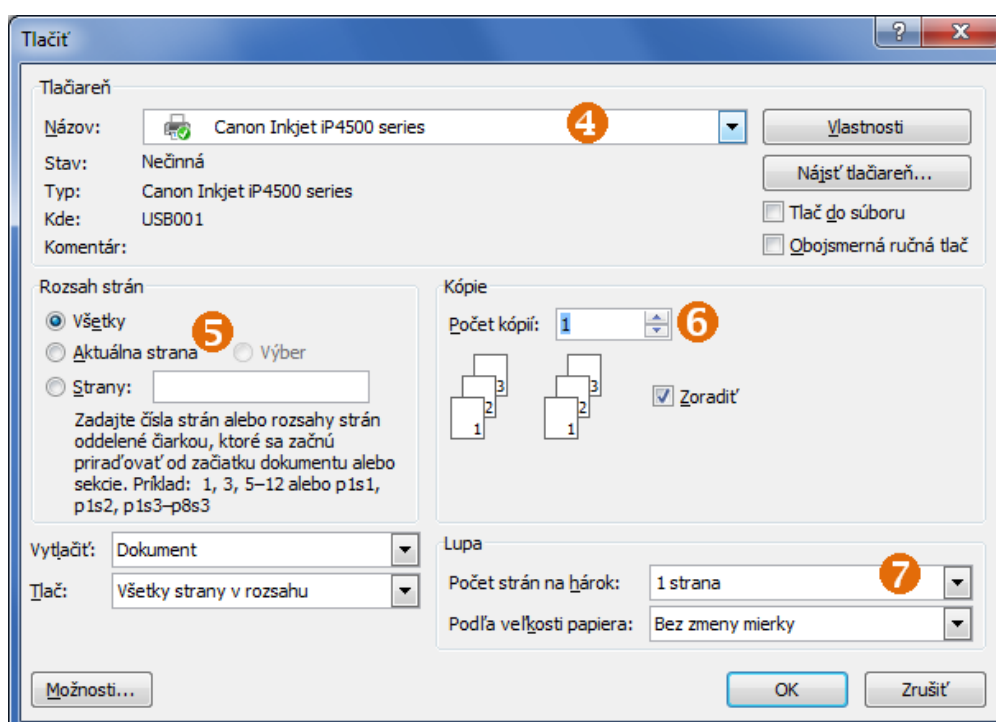 Tlačiť
Tlačiareň
Názov: Canon Inkjet iP4500 series 4 Vlastnosti
Stav: Nečinná
Nájsť tlačiareň...
Typ: Canon Inkjet iP4500 series
Kde: USB001
Tlač do súboru
Komentár:
Obojsmerná ručná tlač
Rozsah strán
Všetky
5
Aktuálna strana Výber
Strany:
Zadajte čísla strán alebo rozsahy strán
oddelené čiarkou, ktoré sa začnú
priraďovať od začiatku dokumentu alebo
sekcie. Príklad: 1, 3, 5–12 alebo p1s1,
p1s2, p1s3–p8s3
Kópie
Počet kópií: 1 6
3 3
2 2
1 1
Zoradiť
Vytlačiť: Dokument
Tlač: Všetky strany v rozsahu
Lupa
Počet strán na hárok: 1 strana 7
Podľa veľkosti papiera: Bez zmeny mierky
Možnosti... OK Zrušiť